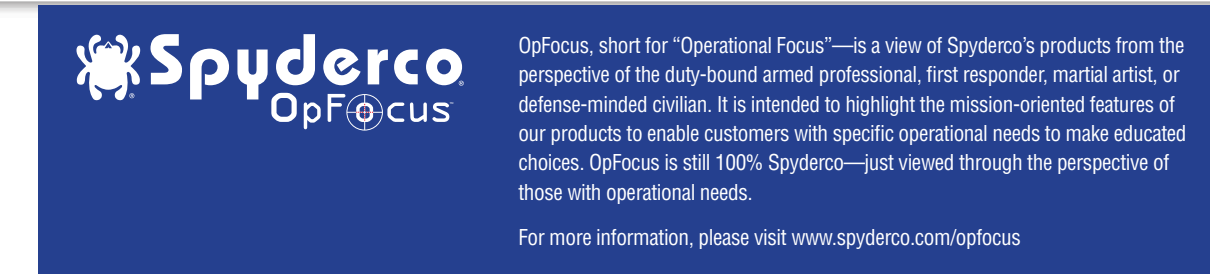 Spyderco®
OpFocus™
OpFocus, short for “Operational Focus”—is a view of Spyderco’s products from the
perspective of the duty-bound armed professional, first responder, martial artist, or
defense-minded civilian. It is intended to highlight the mission-oriented features of
our products to enable customers with specific operational needs to make educated
choices. OpFocus is still 100% Spyderco—just viewed through the perspective of
those with operational needs.
For more information, please visit www.spyderco.com/opfocus